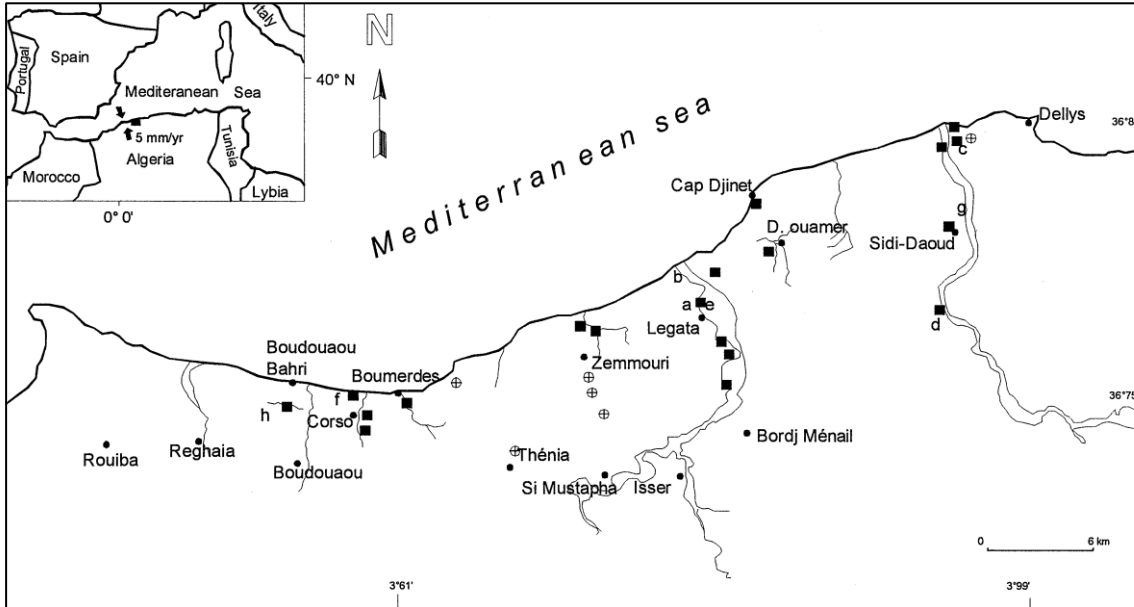 Portugal
Spain
Italy
Mediteranean Sea
5 mm/yr
Algeria
Tunisia
Morocco
Lybia
40° N
0° 0'
N
Mediterranean sea
Dellys
36°8
c
Cap Djinet
g
D. ouamer
Sidi-Daoud
b
a e
d
Legata
Boudouaou
Bahri
Boumerdes
Zemmouri
f
h
Corso
36°75
Bordj Ménail
Rouiba
Reghaia
Boudouaou
Thénia
Si Mustapha
Isser
0 6 km
3°61'
3°99'